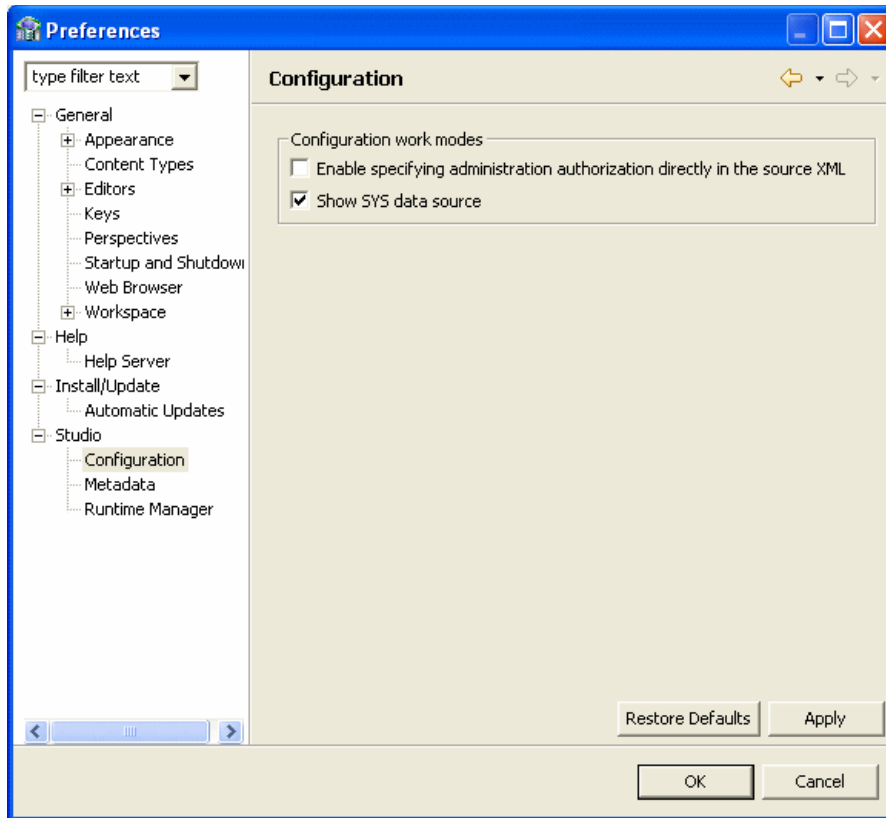 Preferences
type filter text
Configuration
General
Appearance
Content Types
Editors
Keys
Perspectives
Startup and Shutdow
Web Browser
Workspace
Help
Help Server
Install/Update
Automatic Updates
Studio
Configuration
Metadata
Runtime Manager
Configuration work modes
Enable specifying administration authorization directly in the source XML
Show SYS data source
Restore Defaults
Apply
OK
Cancel